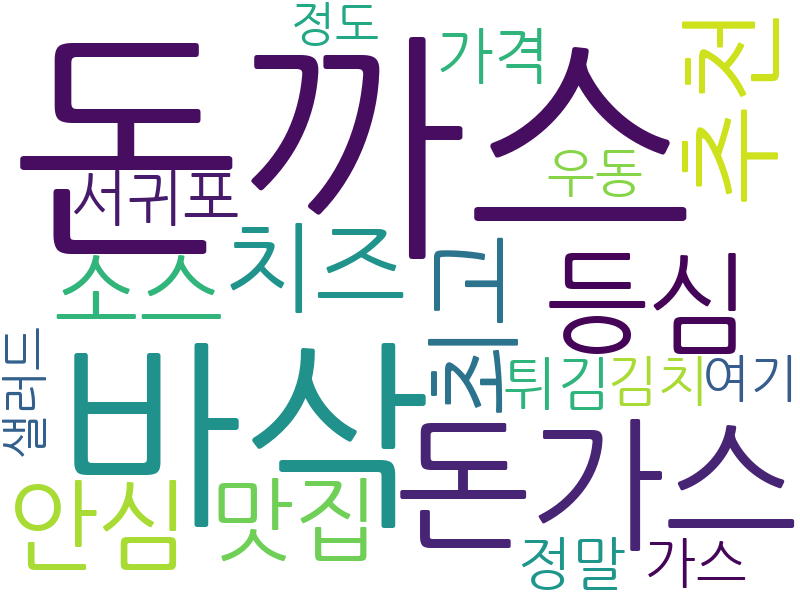 정도
가격
추천
돈까스
우동
서귀포
소스
치즈
최고
등심
샐러드
바삭
튀김
김치
여기
안심
맛집
돈가스
정말
가스